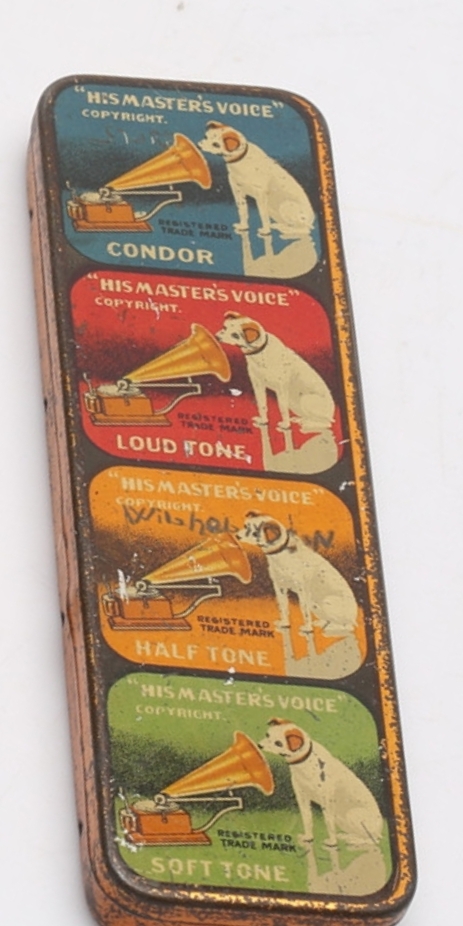 "HIS MASTER'S VOICE"
COPYRIGHT.
REGISTERED
TRADE MARK
CONDOR
"HIS MASTER'S VOICE"
COPYRIGHT.
REGISTERED
TRADE MARK
LOUD TONE
"HIS MASTER'S VOICE"
COPYRIGHT.
REGISTERED
TRADE MARK
HALF TONE
"HIS MASTER'S VOICE"
COPYRIGHT.
REGISTERED
TRADE MARK
SOFT TONE